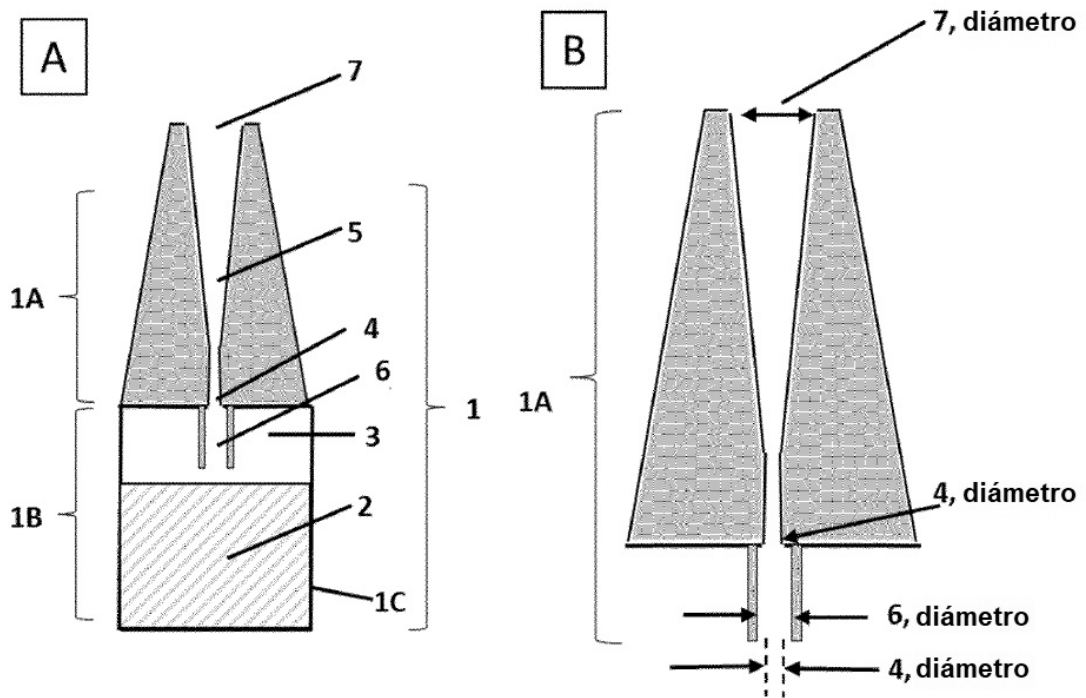 A
7
5
1A
4
6
1
3
1B
2
1C
B
7, diámetro
1A
4, diámetro
6, diámetro
4, diámetro